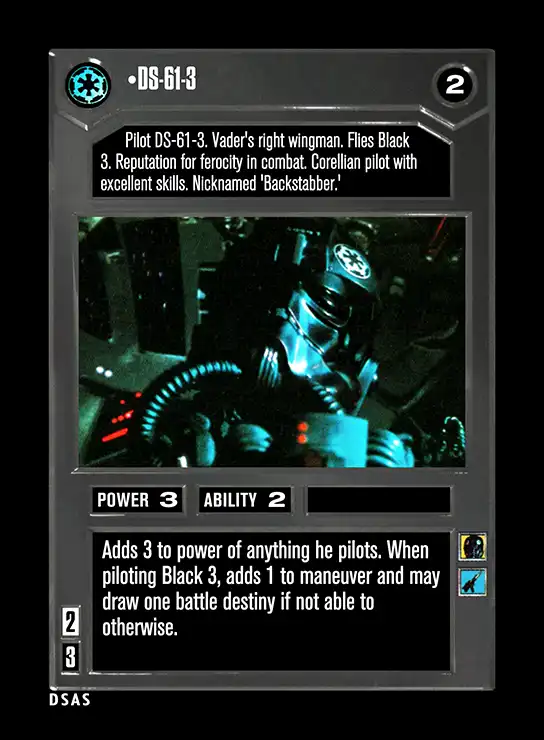 •DS-61-3
2
Pilot DS-61-3. Vader's right wingman. Flies Black
3. Reputation for ferocity in combat. Corellian pilot with
excellent skills. Nicknamed 'Backstabber.'
POWER 3 ABILITY 2
Adds 3 to power of anything he pilots. When
piloting Black 3, adds 1 to maneuver and may
draw one battle destiny if not able to
otherwise.
2
3
DSAS